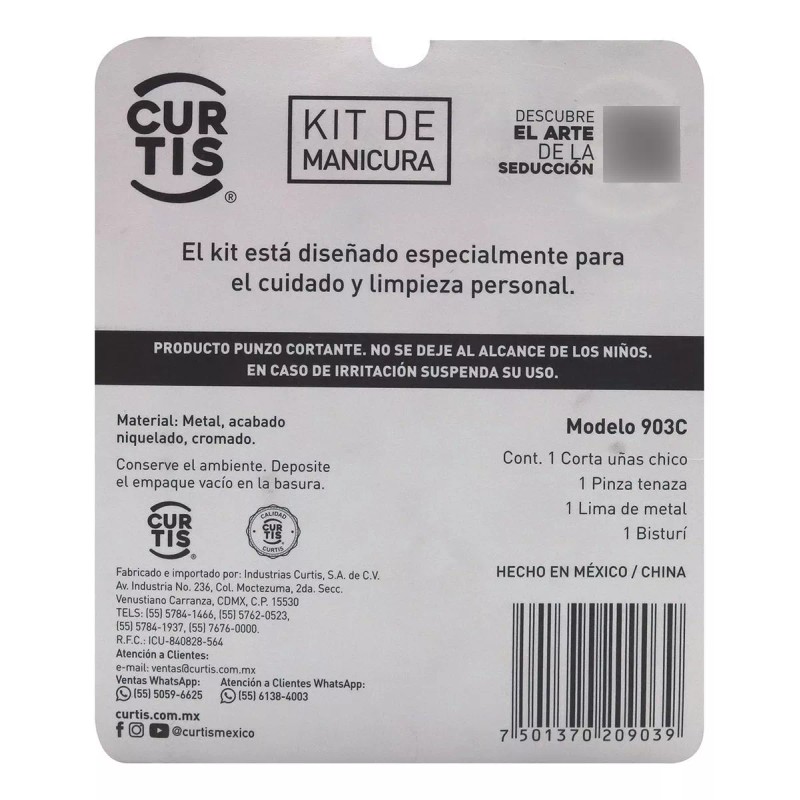 CUR
TIS
®
KIT DE
MANICURA
DESCUBRE
EL ARTE
DE LA
SEDUCCIÓN
El kit está diseñado especialmente para
el cuidado y limpieza personal.
PRODUCTO PUNZO CORTANTE. NO SE DEJE AL ALCANCE DE LOS NIÑOS.
EN CASO DE IRRITACIÓN SUSPENDA SU USO.
Material: Metal, acabado
niquelado, cromado.
Conserve el ambiente. Deposite
el empaque vacío en la basura.
CUR
TIS
®
CALIDAD
CUR
TIS
CURTIS
Fabricado e importado por: Industrias Curtis, S.A. de C.V.
Av. Industria No. 236, Col. Moctezuma, 2da. Secc.
Venustiano Carranza, CDMX, C.P. 15530
TELS: (55) 5784-1466, (55) 5762-0523,
(55) 5784-1937, (55) 7676-0000.
R.F.C.: ICU-840828-564
Atención a Clientes:
e-mail: ventas@curtis.com.mx
Ventas WhatsApp: Atención a Clientes WhatsApp:
(55) 5059-6625 (55) 6138-4003
curtis.com.mx
@curtismexico
Modelo 903C
Cont. 1 Corta uñas chico
1 Pinza tenaza
1 Lima de metal
1 Bisturí
HECHO EN MÉXICO / CHINA
7 501370 209039